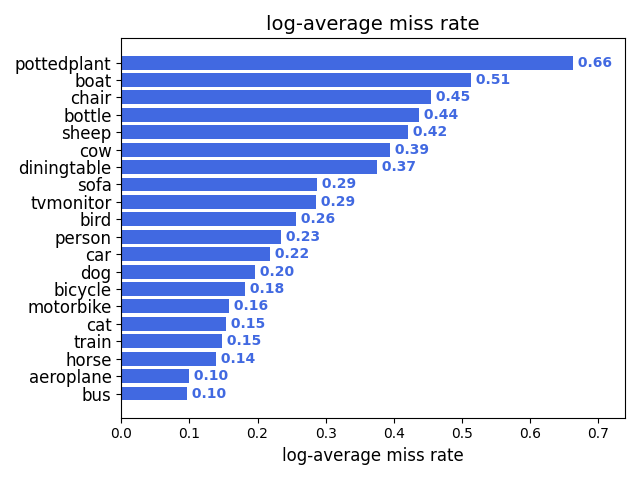 log-average miss rate
pottedplant 0.66
boat 0.51
chair 0.45
bottle 0.44
sheep 0.42
cow 0.39
diningtable 0.37
sofa 0.29
tvmonitor 0.29
bird 0.26
person 0.23
car 0.22
dog 0.20
bicycle 0.18
motorbike 0.16
cat 0.15
train 0.15
horse 0.14
aeroplane 0.10
bus 0.10
0.0 0.1 0.2 0.3 0.4 0.5 0.6 0.7
log-average miss rate